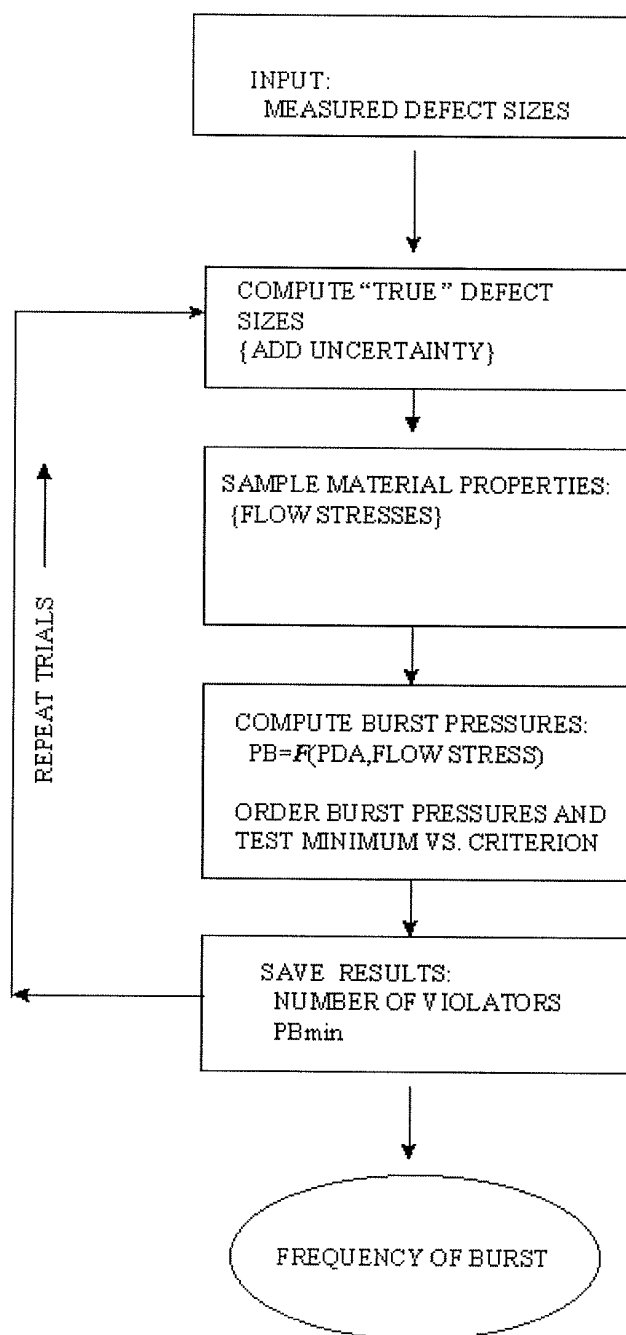 INPUT:
MEASURED DEFECT SIZES
COMPUTE "TRUE" DEFECT
SIZES
{ADD UNCERTAINTY}
SAMPLE MATERIAL PROPERTIES:
{FLOW STRESSES}
REPEAT TRIALS
COMPUTE BURST PRESSURES:
PB=F(PDA,FLOW STRESS)
ORDER BURST PRESSURES AND
TEST MINIMUM VS. CRITERION
SAVE RESULTS:
NUMBER OF VIOLATORS
PBmin
FREQUENCY OF BURST